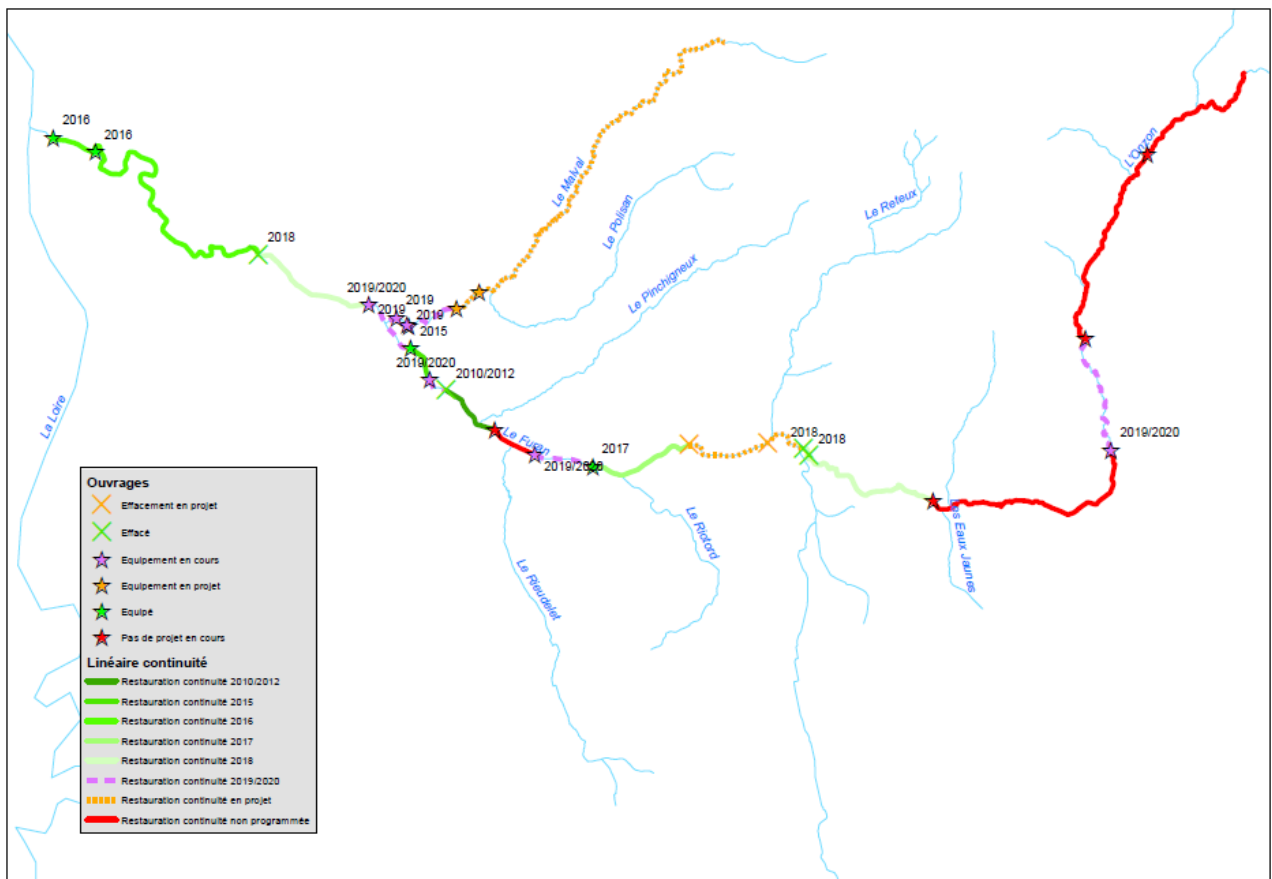 2016
2016
L'Onzon
Le Malval
Le Polisan
Le Refeux
2018
Le Pinchigneux
2019/2020
2019
2019
2019
2015
2019/2020
2010/2012
La Loire
Le Furan
2019/2020
2017
2018
2018
2019/2020
Le Riotord
Les Eaux Jaunes
Le Rieudelet
Ouvrages
Effacement en projet
Effacé
Equipement en cours
Equipement en projet
Equipé
Pas de projet en cours
Linéaire continuité
Restauration continuité 2010/2012
Restauration continuité 2015
Restauration continuité 2016
Restauration continuité 2017
Restauration continuité 2018
Restauration continuité 2019/2020
Restauration continuité en projet
Restauration continuité non programmée